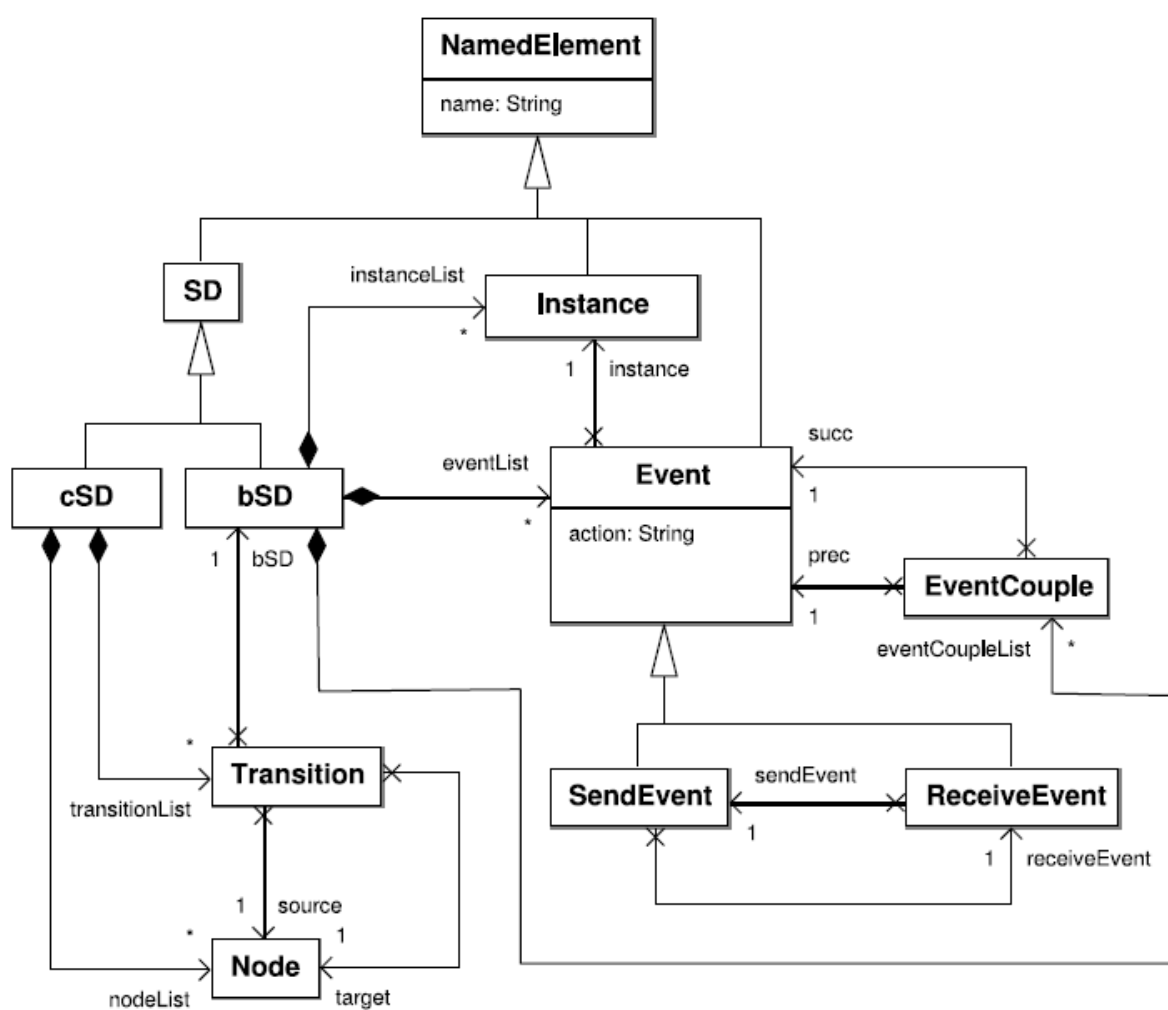 NamedElement
name: String
SD
instanceList
*
Instance
1
instance
cSD
bSD
eventList
*
Event
action: String
succ
1
prec
1
EventCouple
eventCoupleList
*
1
bSD
*
transitionList
Transition
SendEvent
sendEvent
1
ReceiveEvent
1
receiveEvent
1
source
*
nodeList
Node
1
target